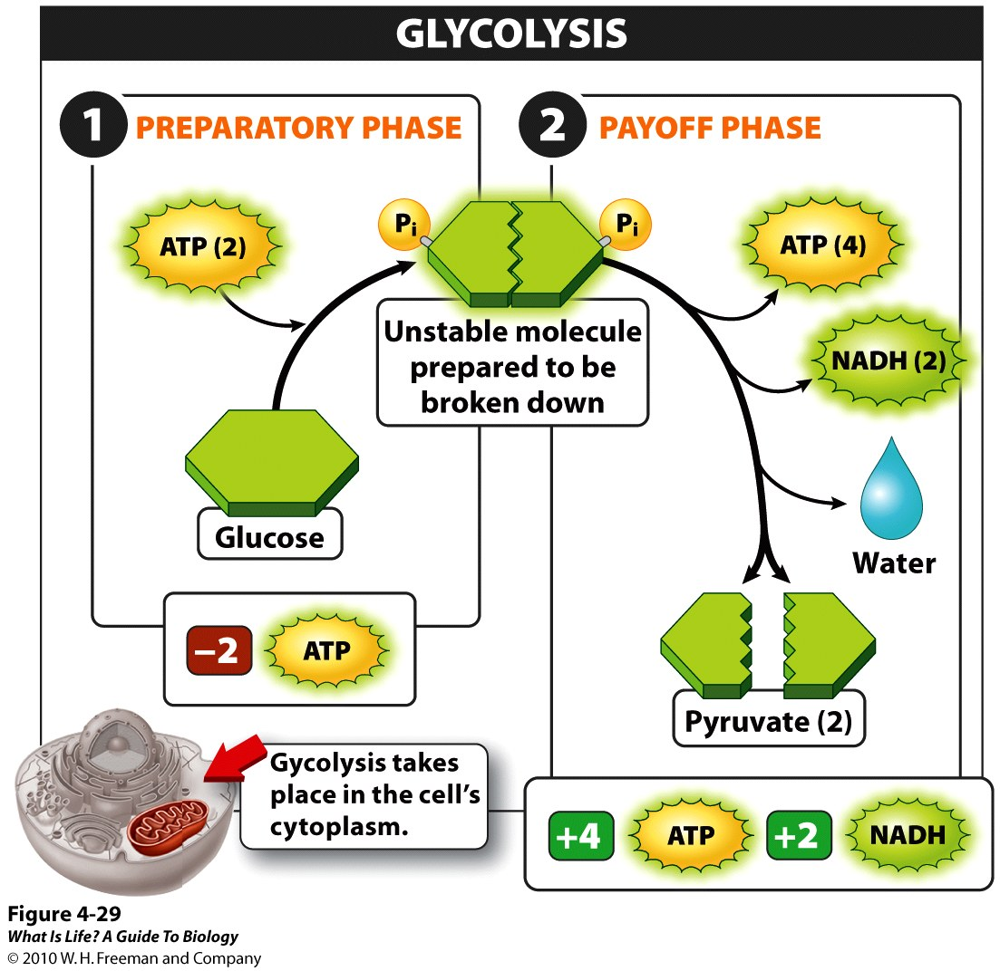 GLYCOLYSIS
1 PREPARATORY PHASE
ATP (2)
Pi
Pi
Unstable molecule
prepared to be
broken down
Glucose
−2 ATP
2 PAYOFF PHASE
ATP (4)
NADH (2)
Water
Pyruvate (2)
+4 ATP +2 NADH
Gycolysis takes
place in the cell’s
cytoplasm.
Figure 4-29
What Is Life? A Guide To Biology
© 2010 W. H. Freeman and Company